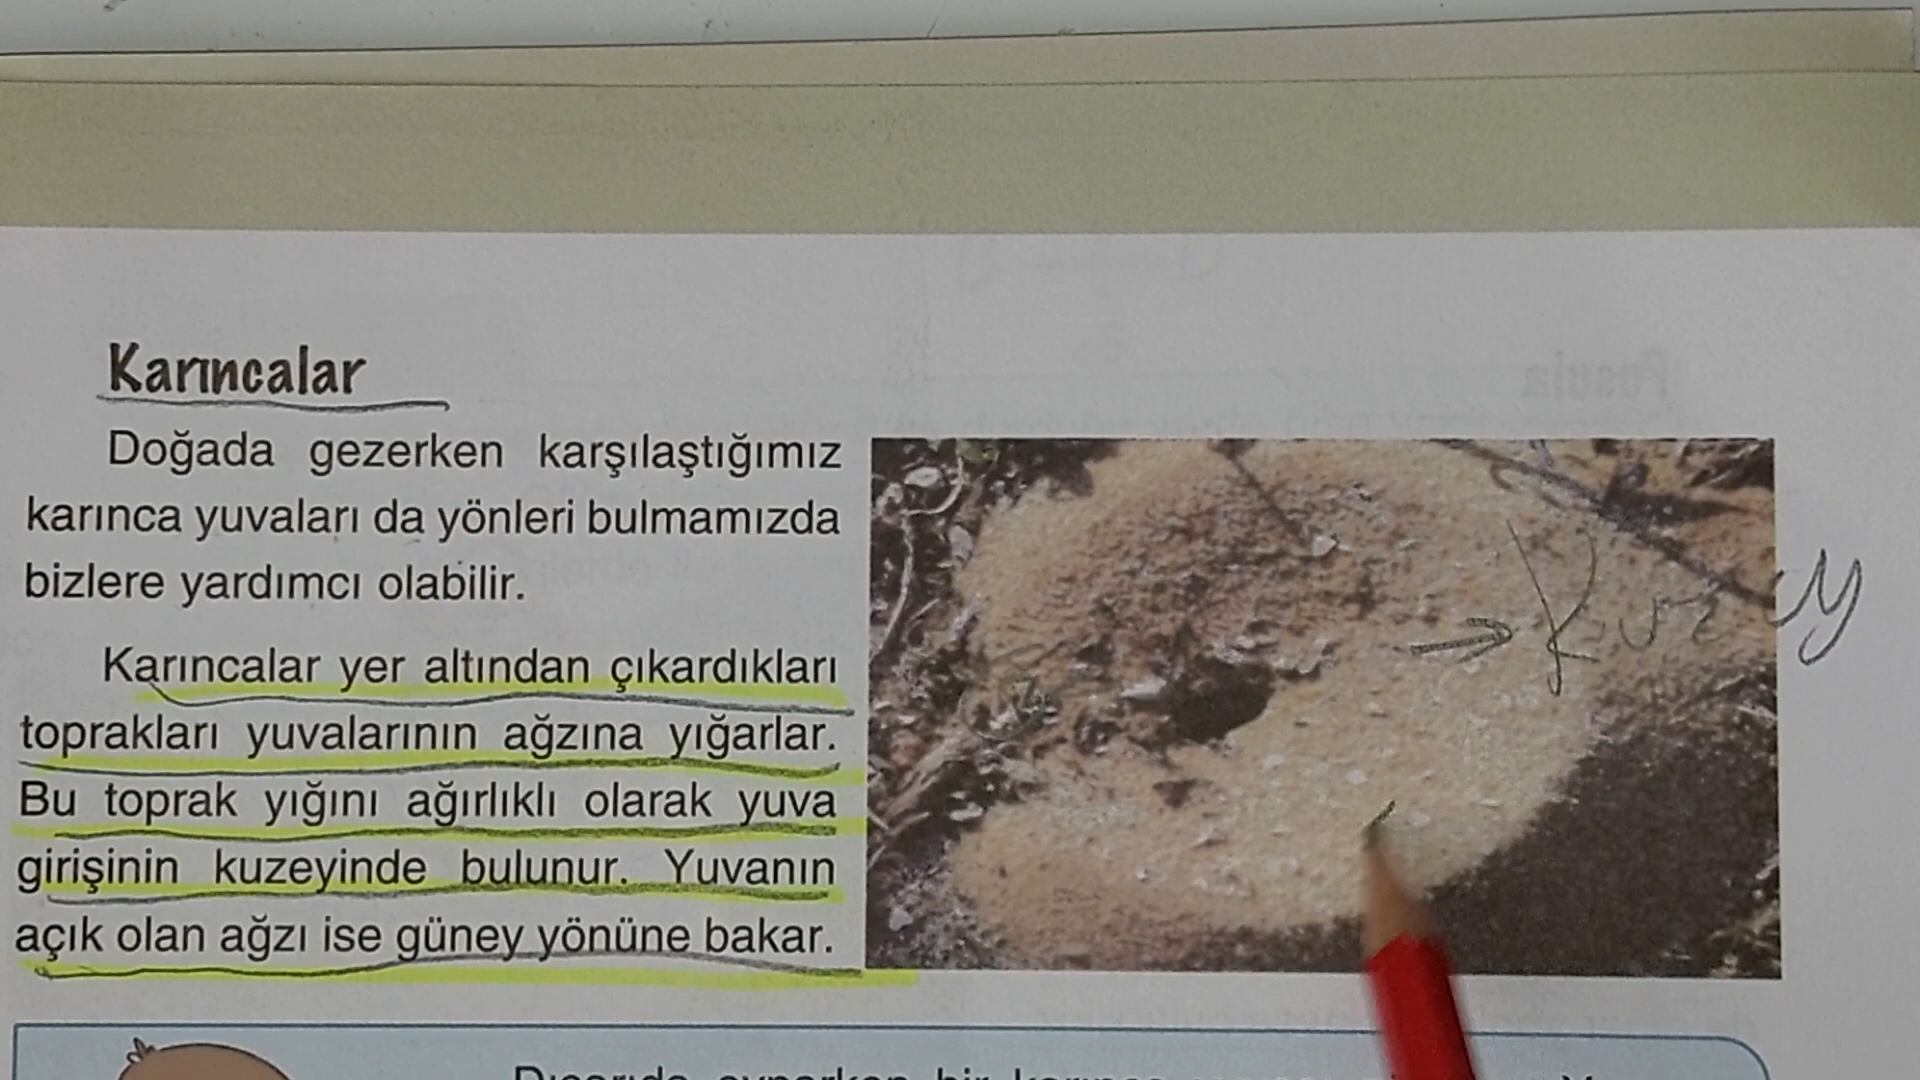 Karıncalar
Doğada gezerken karşılaştığımız
karınca yuvaları da yönleri bulmamızda
bizlere yardımcı olabilir.
Karıncalar yer altından çıkardıkları
toprakları yuvalarının ağzına yığarlar.
Bu toprak yığını ağırlıklı olarak yuva
girişinin kuzeyinde bulunur. Yuvanın
açık olan ağzı ise güney yönüne bakar.
→ Kuzey
Pusula